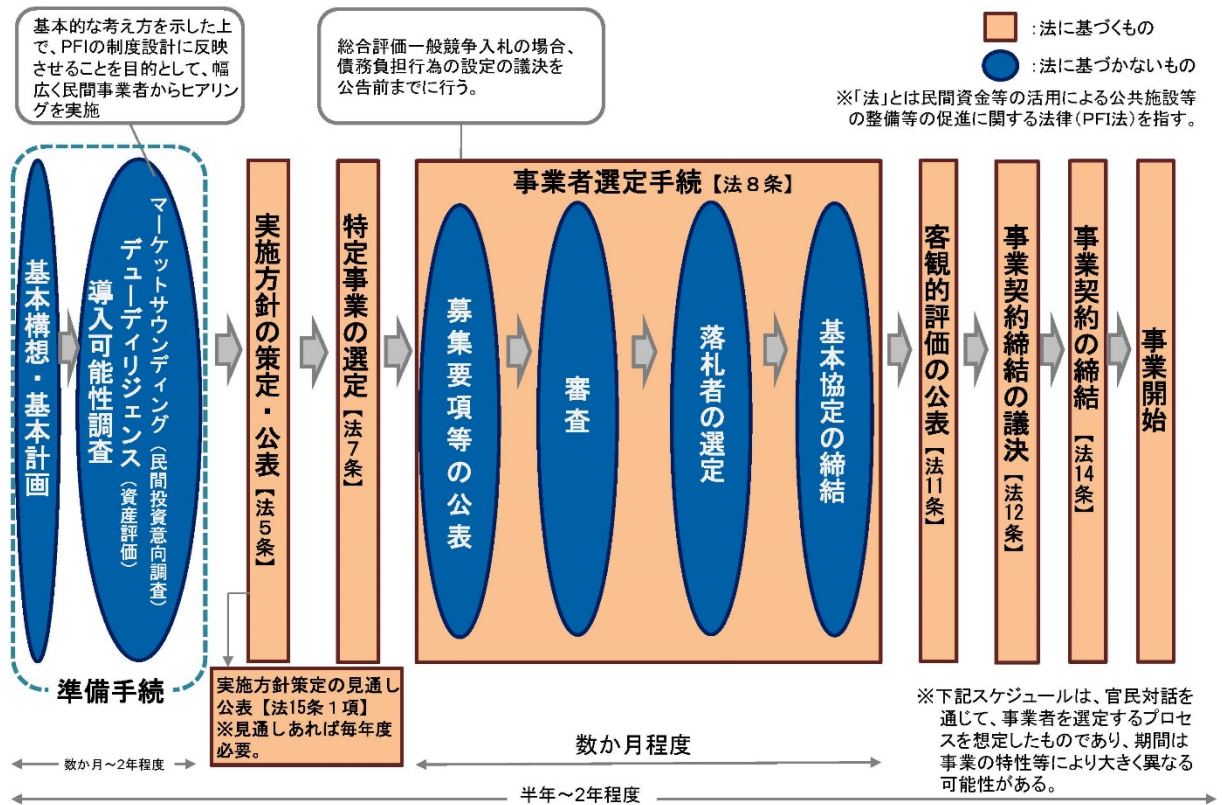 基本的な考え方を示した上
で、PFIの制度設計に反映
させることを目的として、幅
広く民間事業者からヒアリン
グを実施
総合評価一般競争入札の場合、
債務負担行為の設定の議決を
公告前までに行う。
:法に基づくもの
:法に基づかないもの
※「法」とは民間資金等の活用による公共施設等
の整備等の促進に関する法律(PFI法)を指す。
基本構想・基本計画
マーケットサウンディング(民間投資意向調査)
デューディリジェンス(資産評価)
導入可能性調査
準備手続
実施方針の策定・公表【法5条】
特定事業の選定【法7条】
事業者選定手続【法8条】
募集要項等の公表
審査
落札者の選定
基本協定の締結
客観的評価の公表【法11条】
事業契約締結の議決【法12条】
事業契約の締結【法14条】
事業開始
実施方針策定の見通し
公表【法15条1項】
※見通しあれば毎年度
必要。
※下記スケジュールは、官民対話を
通じて、事業者を選定するプロセ
スを想定したものであり、期間は
事業の特性等により大きく異なる
可能性がある。
数か月~2年程度
数か月程度
半年~2年程度